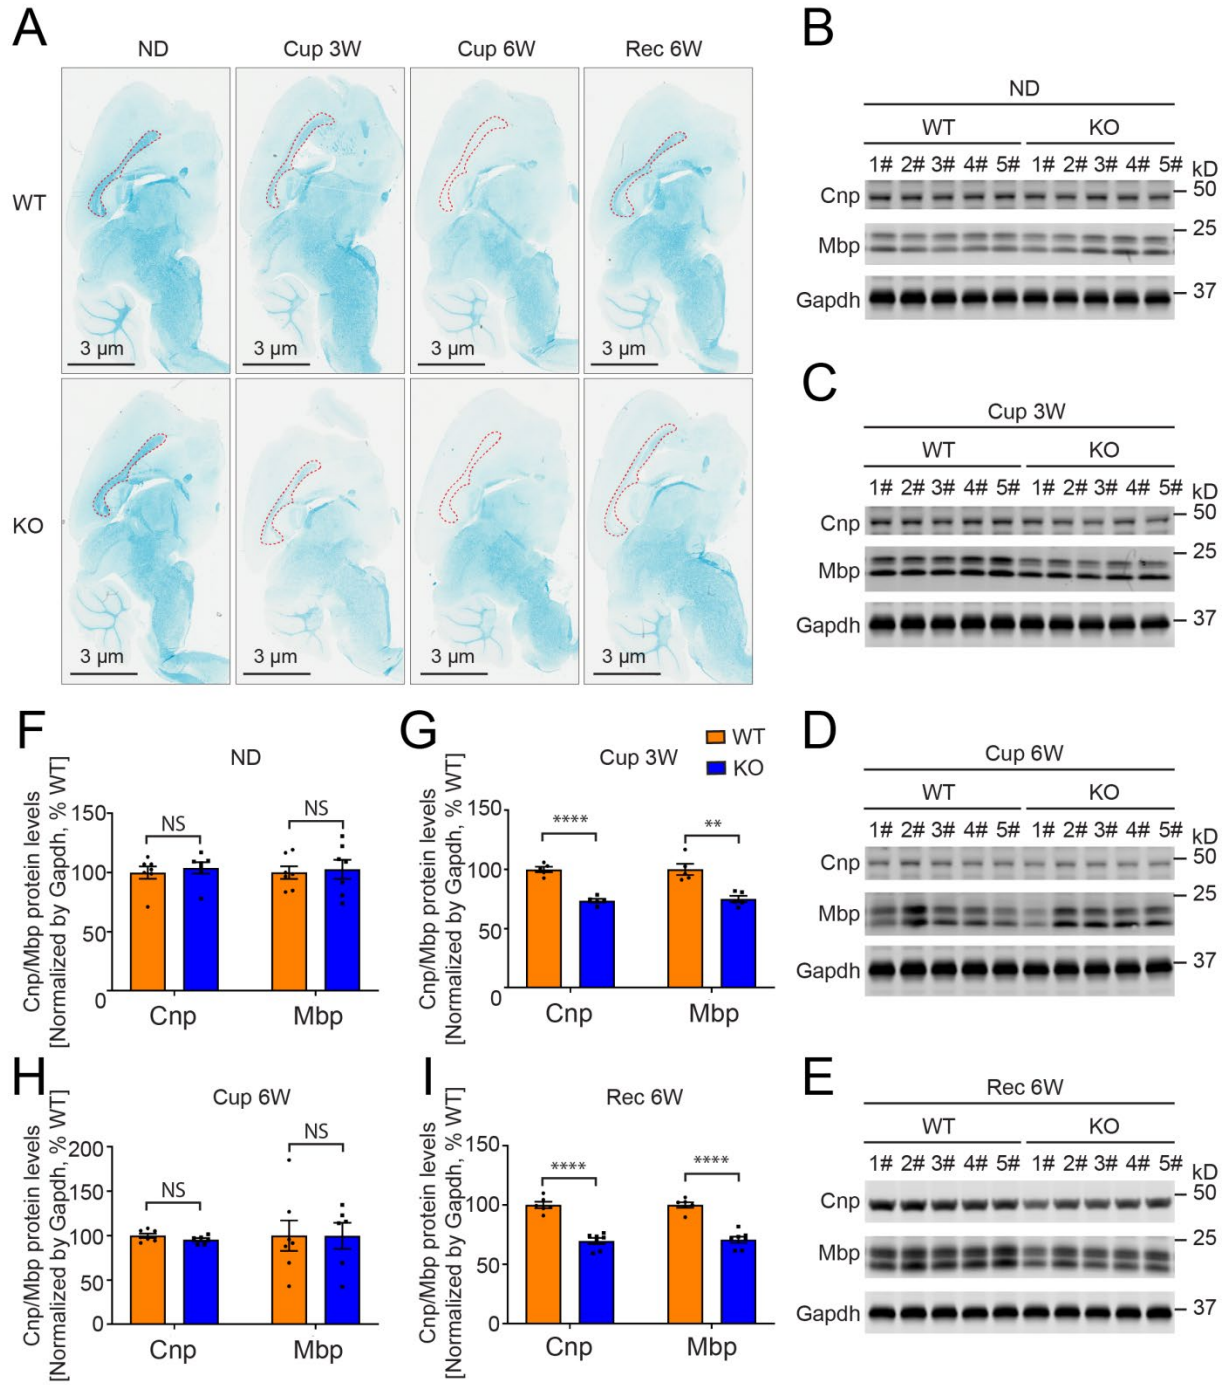 A
ND
Cup 3W
Cup 6W
Rec 6W
WT
3 µm
3 µm
3 µm
3 µm
KO
3 µm
3 µm
3 µm
3 µm
B
ND
WT KO
1# 2# 3# 4# 5# 1# 2# 3# 4# 5# kD
Cnp 50
Mbp 25
Gapdh 37
C
Cup 3W
WT KO
1# 2# 3# 4# 5# 1# 2# 3# 4# 5# kD
Cnp 50
Mbp 25
Gapdh 37
F
ND
Cnp/Mbp protein levels
[Normalized by Gapdh, % WT]
150
100
50
0
NS
NS
Cnp
Mbp
G
Cup 3W
WT
KO
Cnp/Mbp protein levels
[Normalized by Gapdh, % WT]
150
100
50
0
****
**
Cnp
Mbp
D
Cup 6W
WT KO
1# 2# 3# 4# 5# 1# 2# 3# 4# 5# kD
Cnp 50
Mbp 25
Gapdh 37
H
Cup 6W
Cnp/Mbp protein levels
[Normalized by Gapdh, % WT]
200
150
100
50
0
NS
NS
Cnp
Mbp
I
Rec 6W
Cnp/Mbp protein levels
[Normalized by Gapdh, % WT]
150
100
50
0
****
****
Cnp
Mbp
E
Rec 6W
WT KO
1# 2# 3# 4# 5# 1# 2# 3# 4# 5# kD
Cnp 50
Mbp 25
Gapdh 37